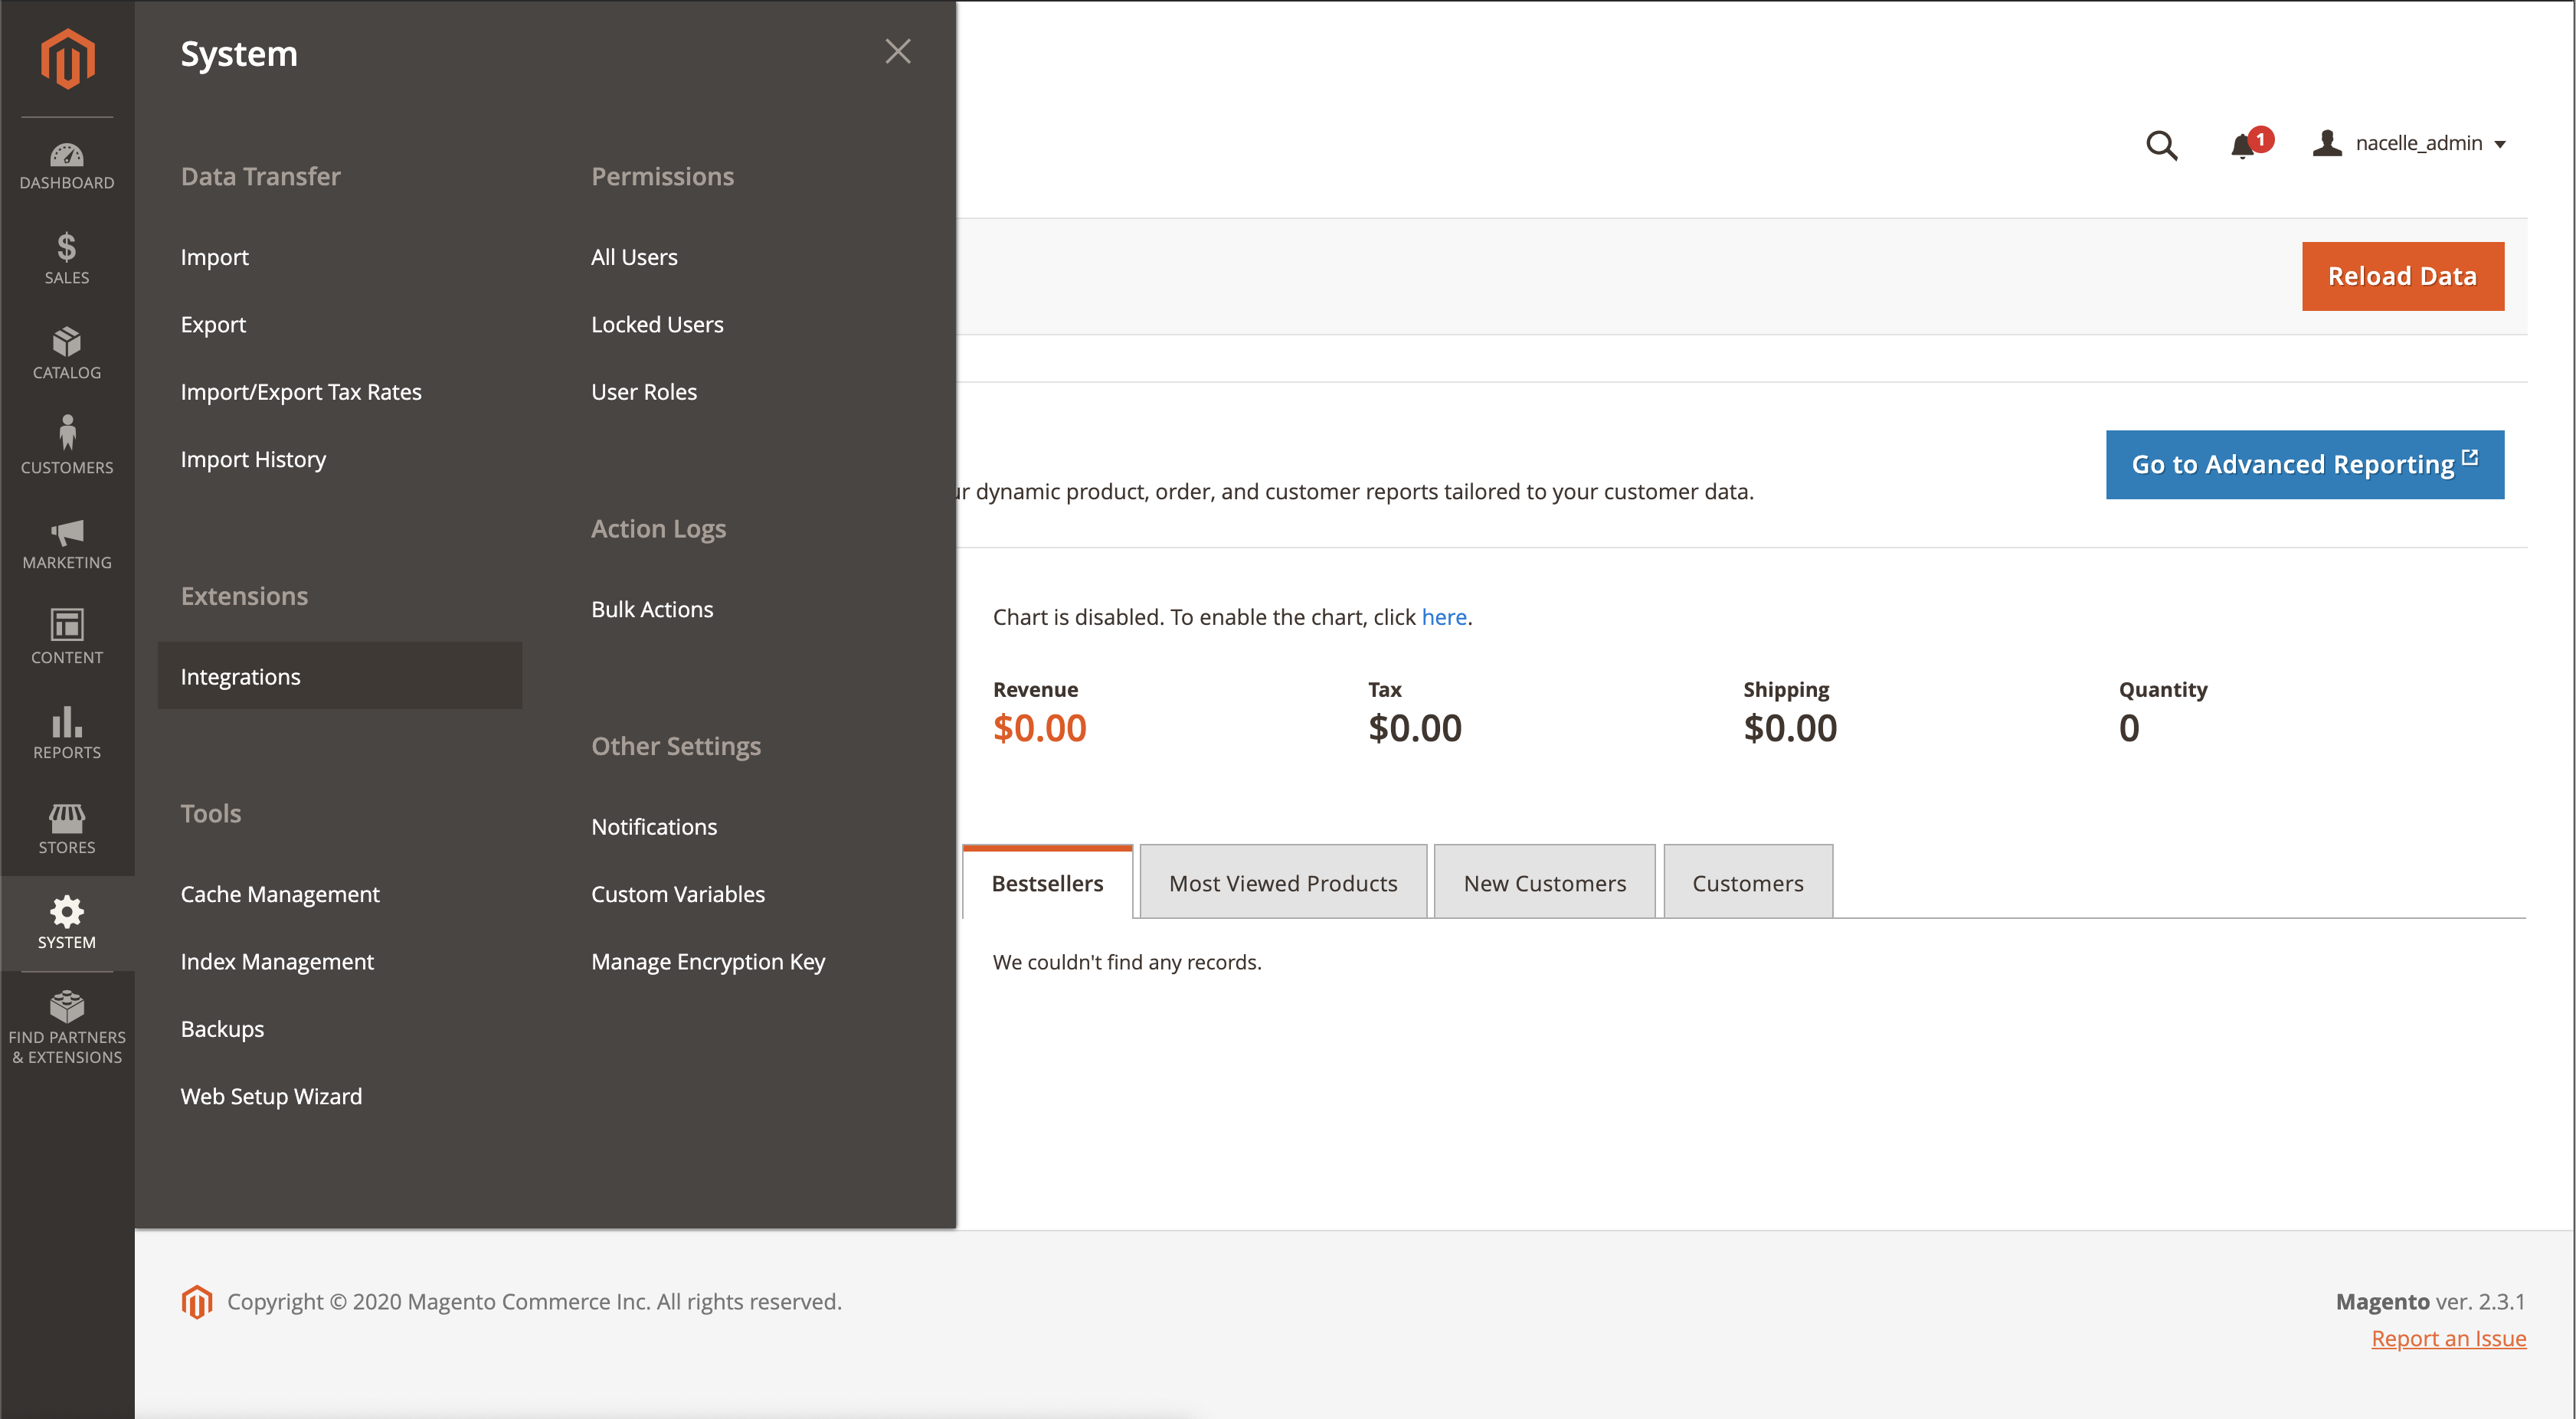 DASHBOARD
SALES
CATALOG
CUSTOMERS
MARKETING
CONTENT
REPORTS
STORES
SYSTEM
FIND PARTNERS
& EXTENSIONS
System
Data Transfer
Import
Export
Import/Export Tax Rates
Import History
Extensions
Integrations
Tools
Cache Management
Index Management
Backups
Web Setup Wizard
Permissions
All Users
Locked Users
User Roles
Action Logs
Bulk Actions
Other Settings
Notifications
Custom Variables
Manage Encryption Key
1
nacelle_admin
Reload Data
Go to Advanced Reporting
dynamic product, order, and customer reports tailored to your customer data.
Chart is disabled. To enable the chart, click here.
Revenue
$0.00
Tax
$0.00
Shipping
$0.00
Quantity
0
Bestsellers
Most Viewed Products
New Customers
Customers
We couldn't find any records.
Copyright © 2020 Magento Commerce Inc. All rights reserved.
Magento ver. 2.3.1
Report an Issue